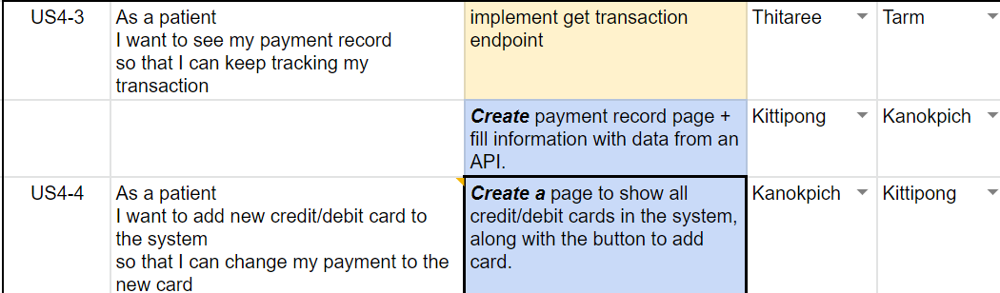 US4-3
As a patient
I want to see my payment record
so that I can keep tracking my
transaction
implement get transaction
endpoint
Thitaree
Tarm
Create payment record page +
fill information with data from an
API.
Kittipong
Kanokpich
US4-4
As a patient
I want to add new credit/debit card to
the system
so that I can change my payment to the
new card
Create a page to show all
credit/debit cards in the system,
along with the button to add
card.
Kanokpich
Kittipong